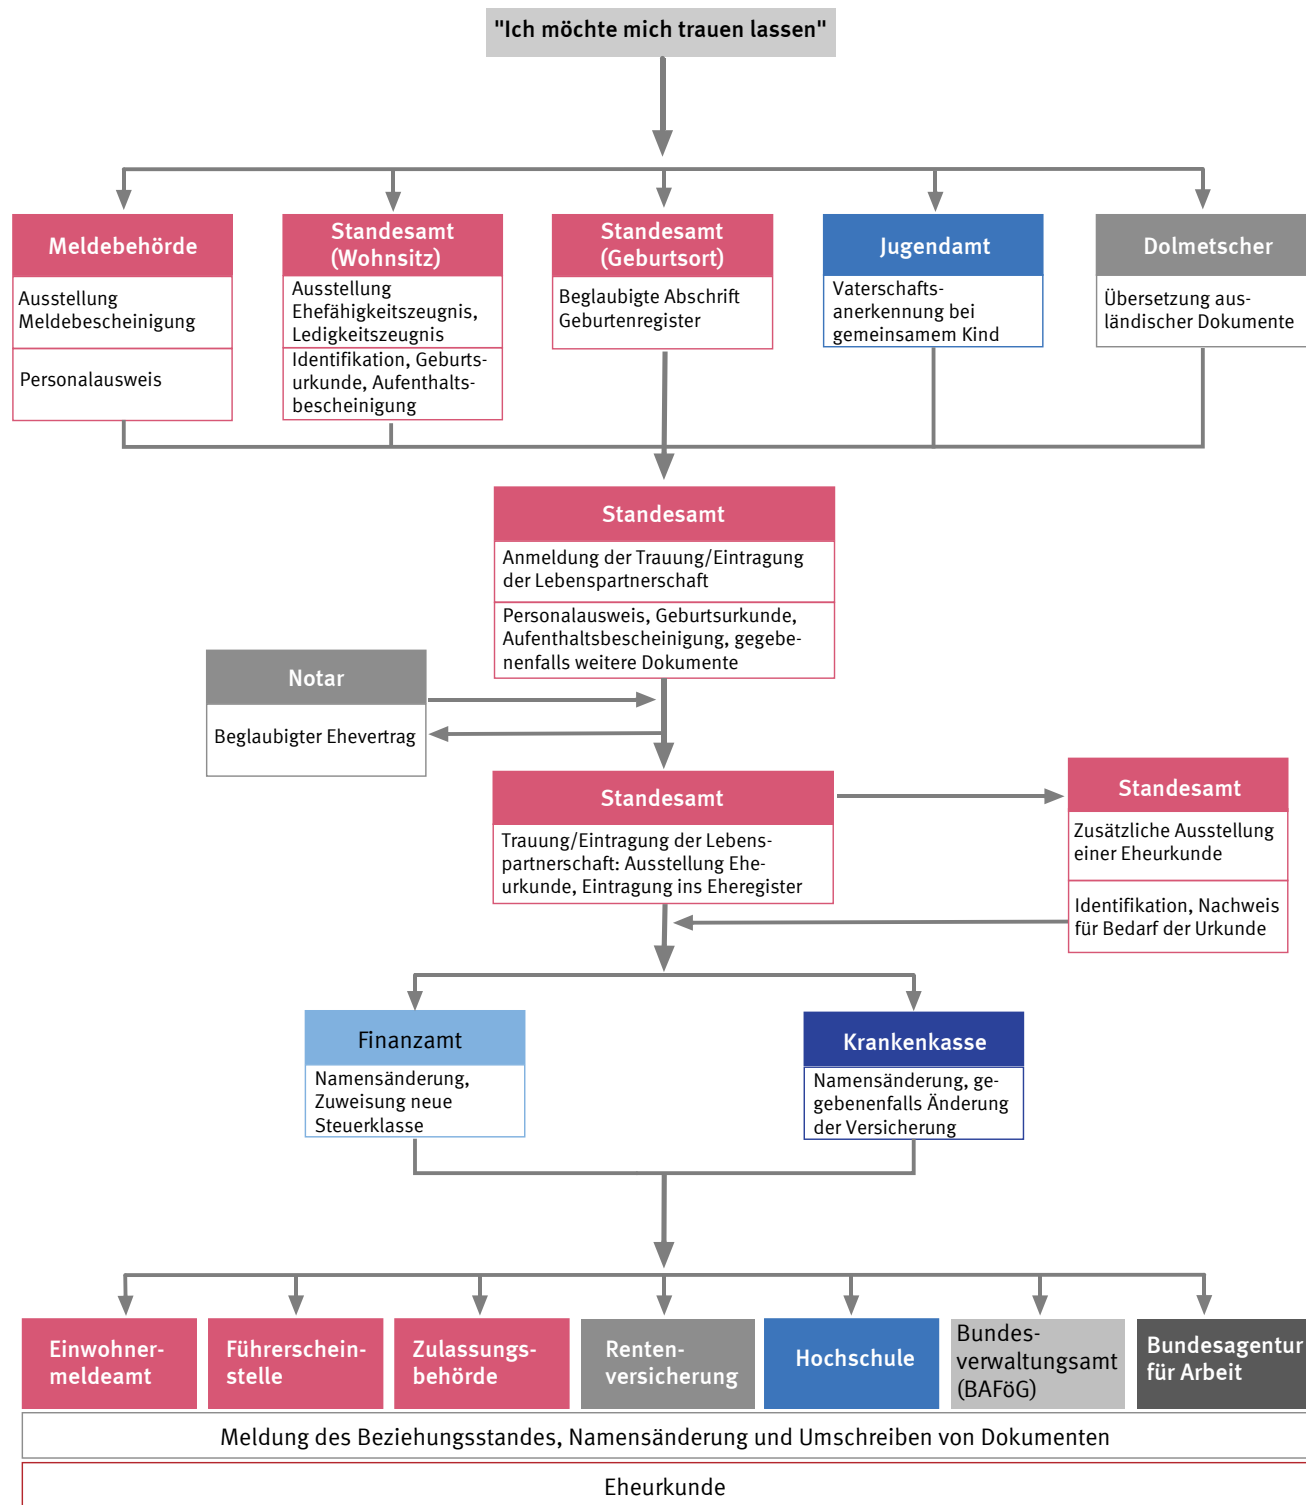 "Ich möchte mich trauen lassen"
Meldebehörde
Ausstellung
Meldebescheinigung
Personalausweis
Standesamt
(Wohnsitz)
Ausstellung
Ehefähigkeitszeugnis,
Ledigkeitszeugnis
Identifikation, Geburts-
urkunde, Aufenthalts-
bescheinigung
Standesamt
(Geburtsort)
Beglaubigte Abschrift
Geburtenregister
Jugendamt
Vaterschafts-
anerkennung bei
gemeinsamem Kind
Dolmetscher
Übersetzung aus-
ländischer Dokumente
Standesamt
Anmeldung der Trauung/Eintragung
der Lebenspartnerschaft
Personalausweis, Geburtsurkunde,
Aufenthaltsbescheinigung, gegebe-
nenfalls weitere Dokumente
Notar
Beglaubigter Ehevertrag
Standesamt
Trauung/Eintragung der Lebens-
partnerschaft: Ausstellung Ehe-
urkunde, Eintragung ins Eheregister
Standesamt
Zusätzliche Ausstellung
einer Eheurkunde
Identifikation, Nachweis
für Bedarf der Urkunde
Finanzamt
Namensänderung,
Zuweisung neue
Steuerklasse
Krankenkasse
Namensänderung, ge-
gebenenfalls Änderung
der Versicherung
Einwohner-
meldeamt
Führerschein-
stelle
Zulassungs-
behörde
Renten-
versicherung
Hochschule
Bundes-
verwaltungsamt
(BAFöG)
Bundesagentur
für Arbeit
Meldung des Beziehungsstandes, Namensänderung und Umschreiben von Dokumenten
Eheurkunde